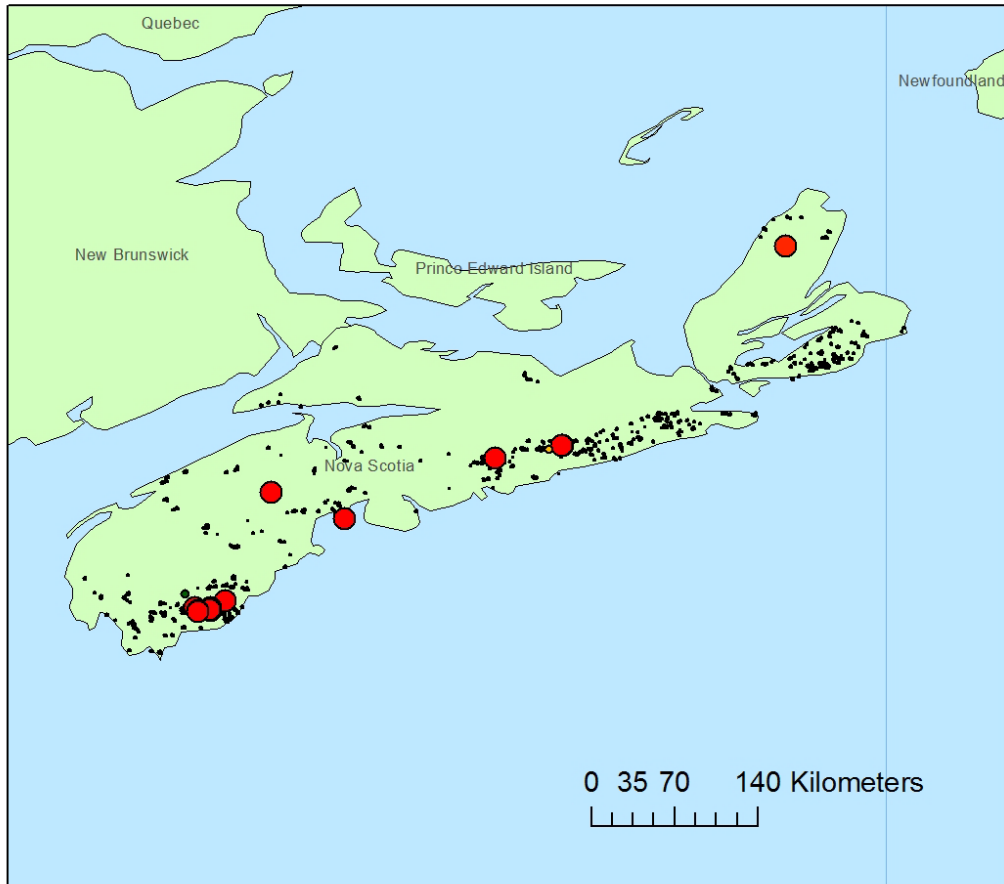 Quebec
Newfoundland
New Brunswick
Prince Edward Island
Nova Scotia
0 35 70 140 Kilometers